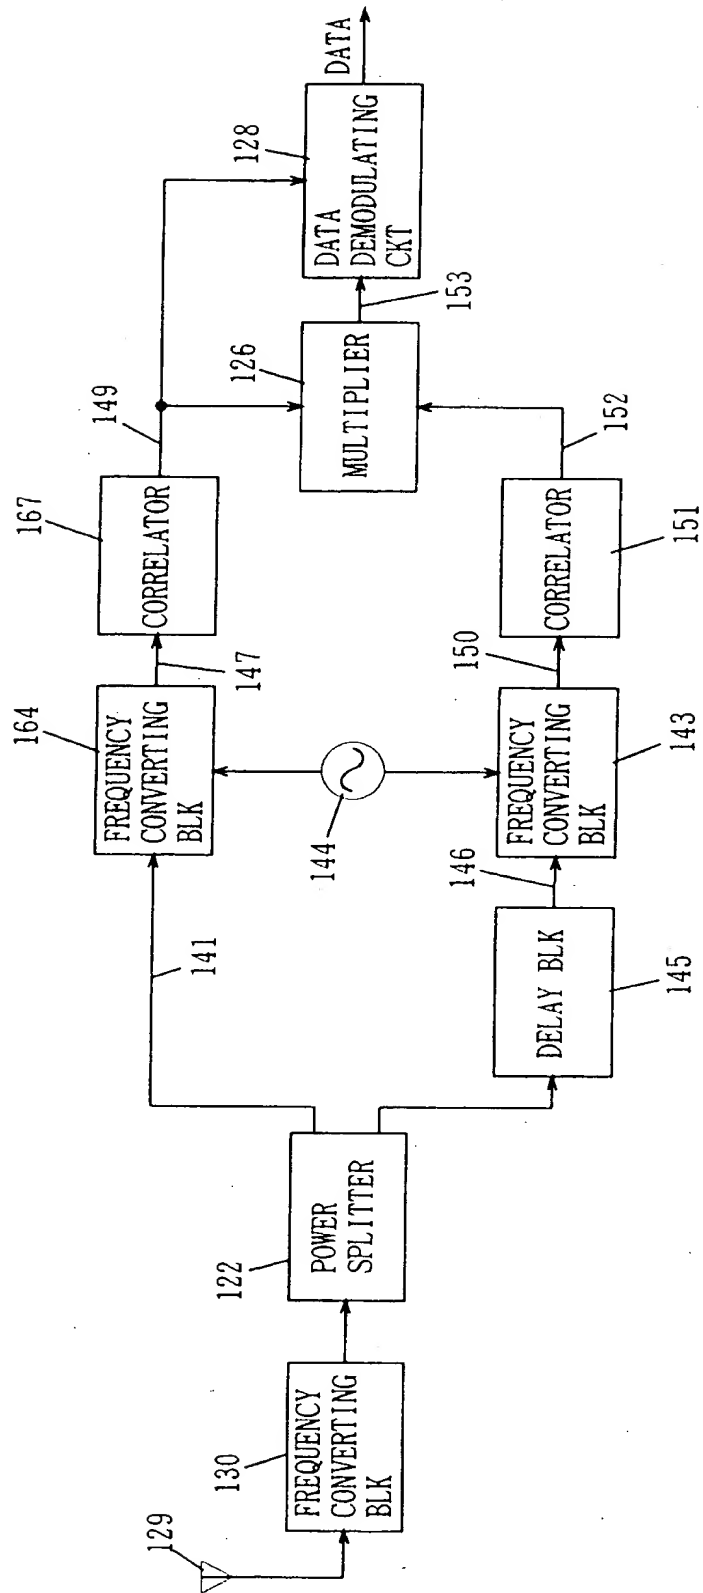 129
130
FREQUENCY
CONVERTING
BLK
122
POWER
SPLITTER
141
164
FREQUENCY
CONVERTING
BLK
147
167
CORRELATOR
149
144
145
DELAY BLK
146
143
FREQUENCY
CONVERTING
BLK
150
151
CORRELATOR
152
126
MULTIPLIER
153
128
DATA
DEMODULATING
CKT
DATA